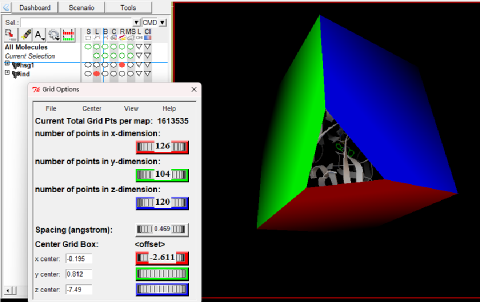 Dashboard Scenario Tools
Sel.: CMD
S L B C R MS L Cl
All Molecules
Current Selection
ind
Grid Options
File Center View Help
Current Total Grid Pts per map: 1613535
number of points in x-dimension:
126
number of points in y-dimension:
104
number of points in z-dimension:
120
Spacing (angstrom): 0.469
Center Grid Box: <offset>
x center: -0.195 -2.611
y center: 0.812
z center: -7.49